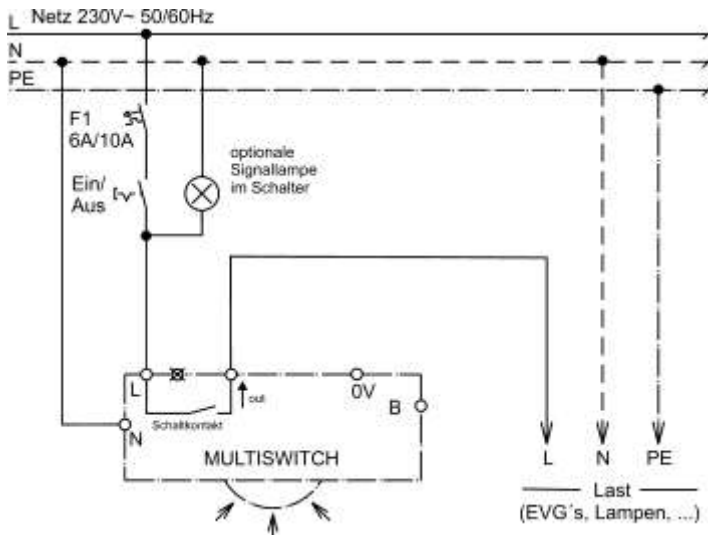 L Netz 230V~ 50/60Hz
N
PE
F1
6A/10A
optionale
Signallampe
im Schalter
Ein/
Aus
L
out
0V
B
Schaltkontakt
N
MULTISWITCH
L N PE
Last
(EVG´s, Lampen, ...)